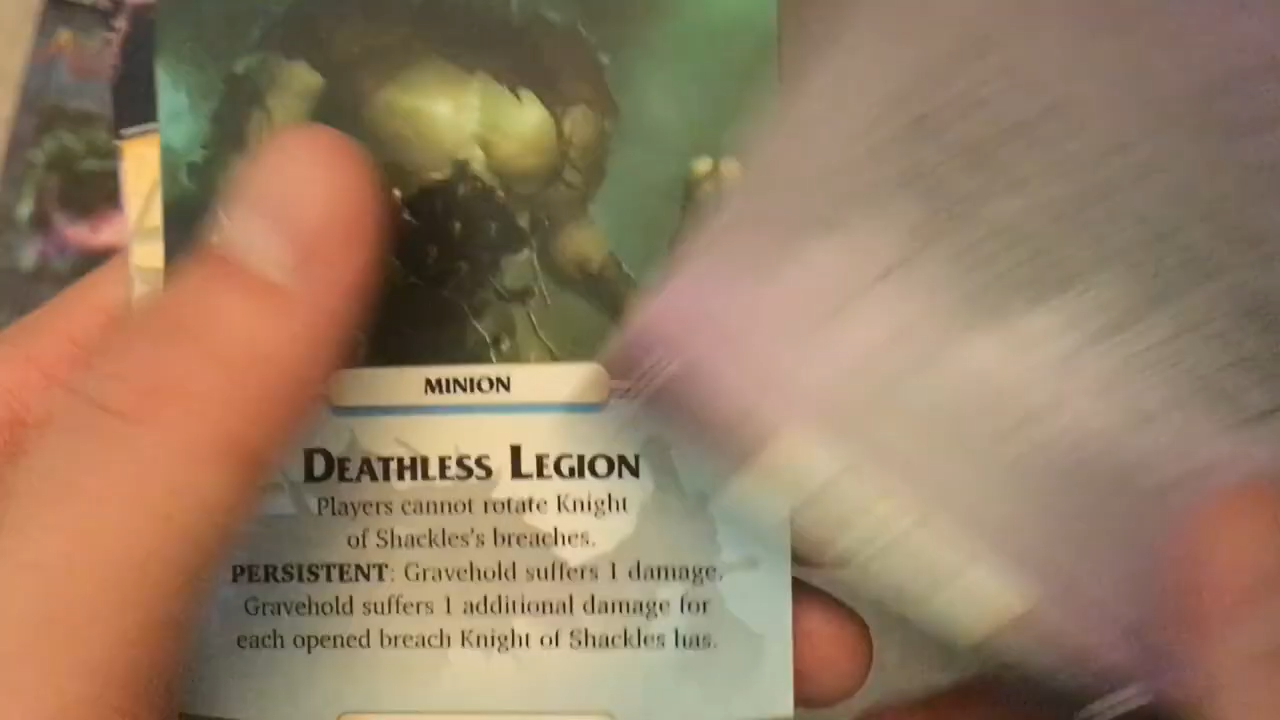 MINION
DEATHLESS LEGION
Players cannot rotate Knight
of Shackles's breaches.
PERSISTENT: Gravehold suffers 1 damage.
Gravehold suffers 1 additional damage for
each opened breach Knight of Shackles has.